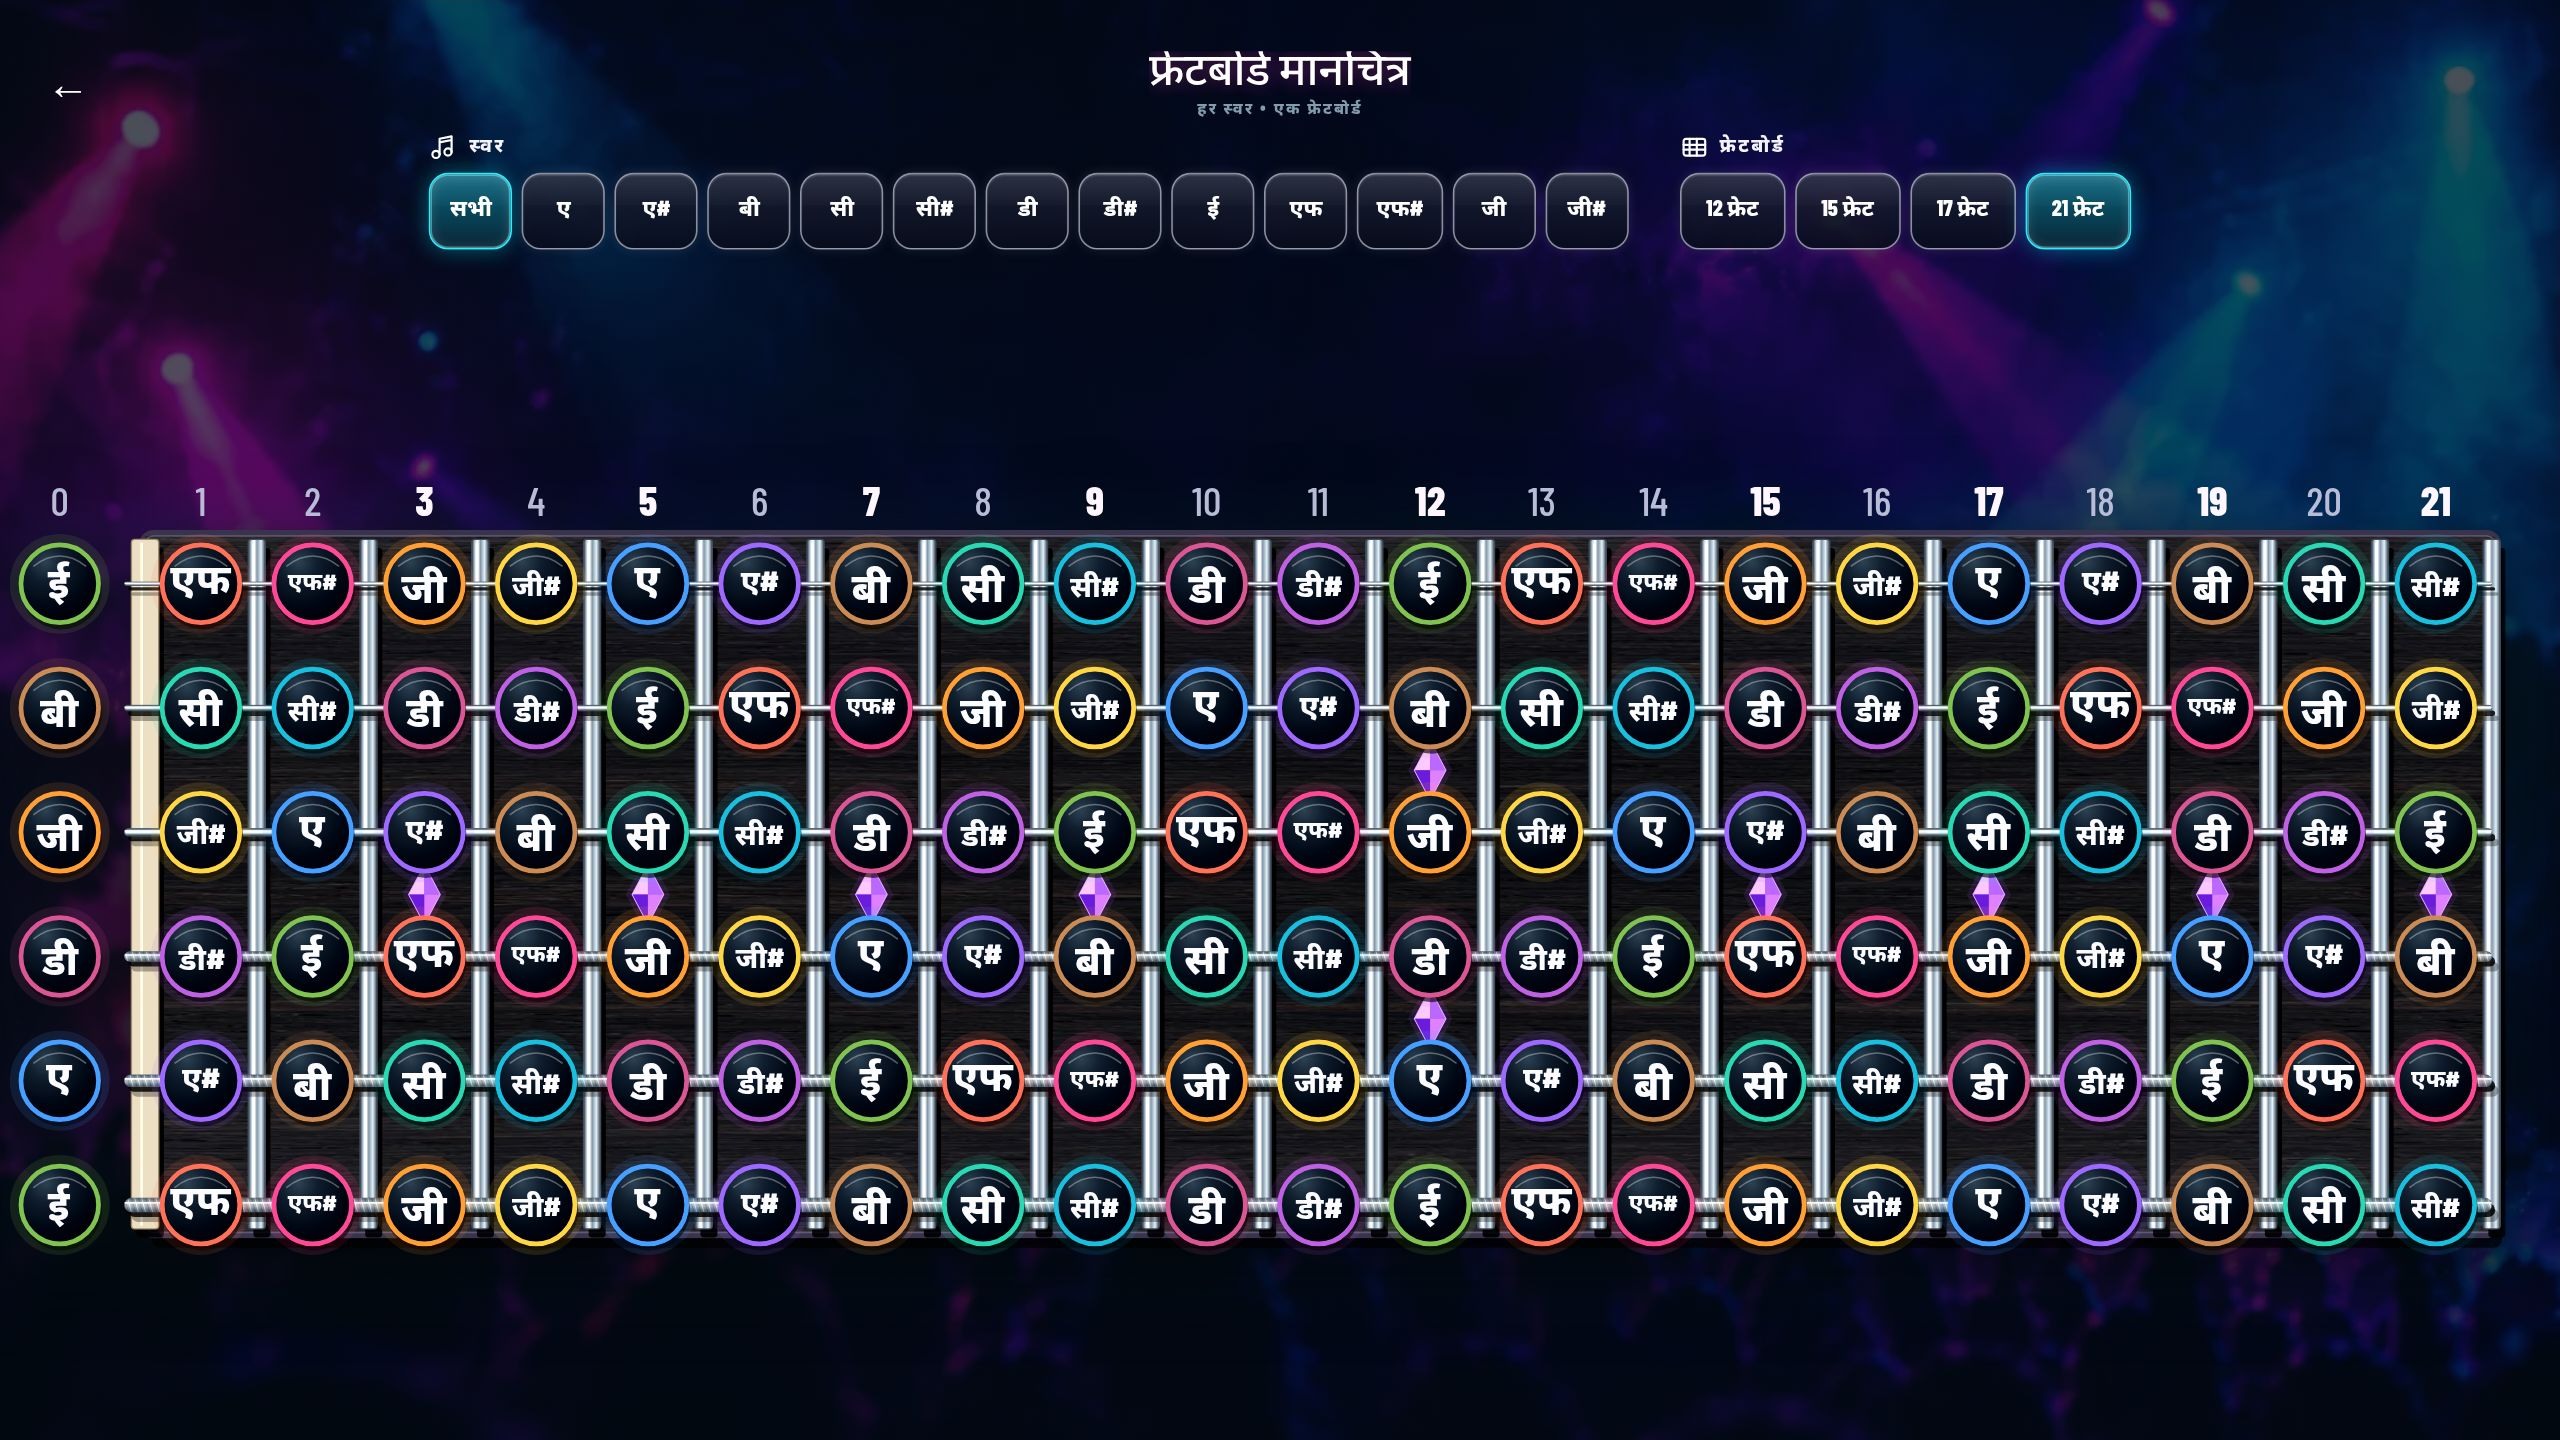 ←
फ्रेटबोर्ड मानचित्र
हर स्वर • एक फ्रेटबोर्ड
स्वर फ्रेटबोर्ड
सभी ए ए# बी सी सी# डी डी# ई एफ एफ# जी जी# 12 फ्रेट 15 फ्रेट 17 फ्रेट 21 फ्रेट
0 1 2 3 4 5 6 7 8 9 10 11 12 13 14 15 16 17 18 19 20 21
ई एफ एफ# जी जी# ए ए# बी सी सी# डी डी# ई एफ एफ# जी जी# ए ए# बी सी सी#
बी सी सी# डी डी# ई एफ एफ# जी जी# ए ए# बी सी सी# डी डी# ई एफ एफ# जी जी#
जी जी# ए ए# बी सी सी# डी डी# ई एफ एफ# जी जी# ए ए# बी सी सी# डी डी# ई
डी डी# ई एफ एफ# जी जी# ए ए# बी सी सी# डी डी# ई एफ एफ# जी जी# ए ए# बी
ए ए# बी सी सी# डी डी# ई एफ एफ# जी जी# ए ए# बी सी सी# डी डी# ई एफ एफ#
ई एफ एफ# जी जी# ए ए# बी सी सी# डी डी# ई एफ एफ# जी जी# ए ए# बी सी सी#